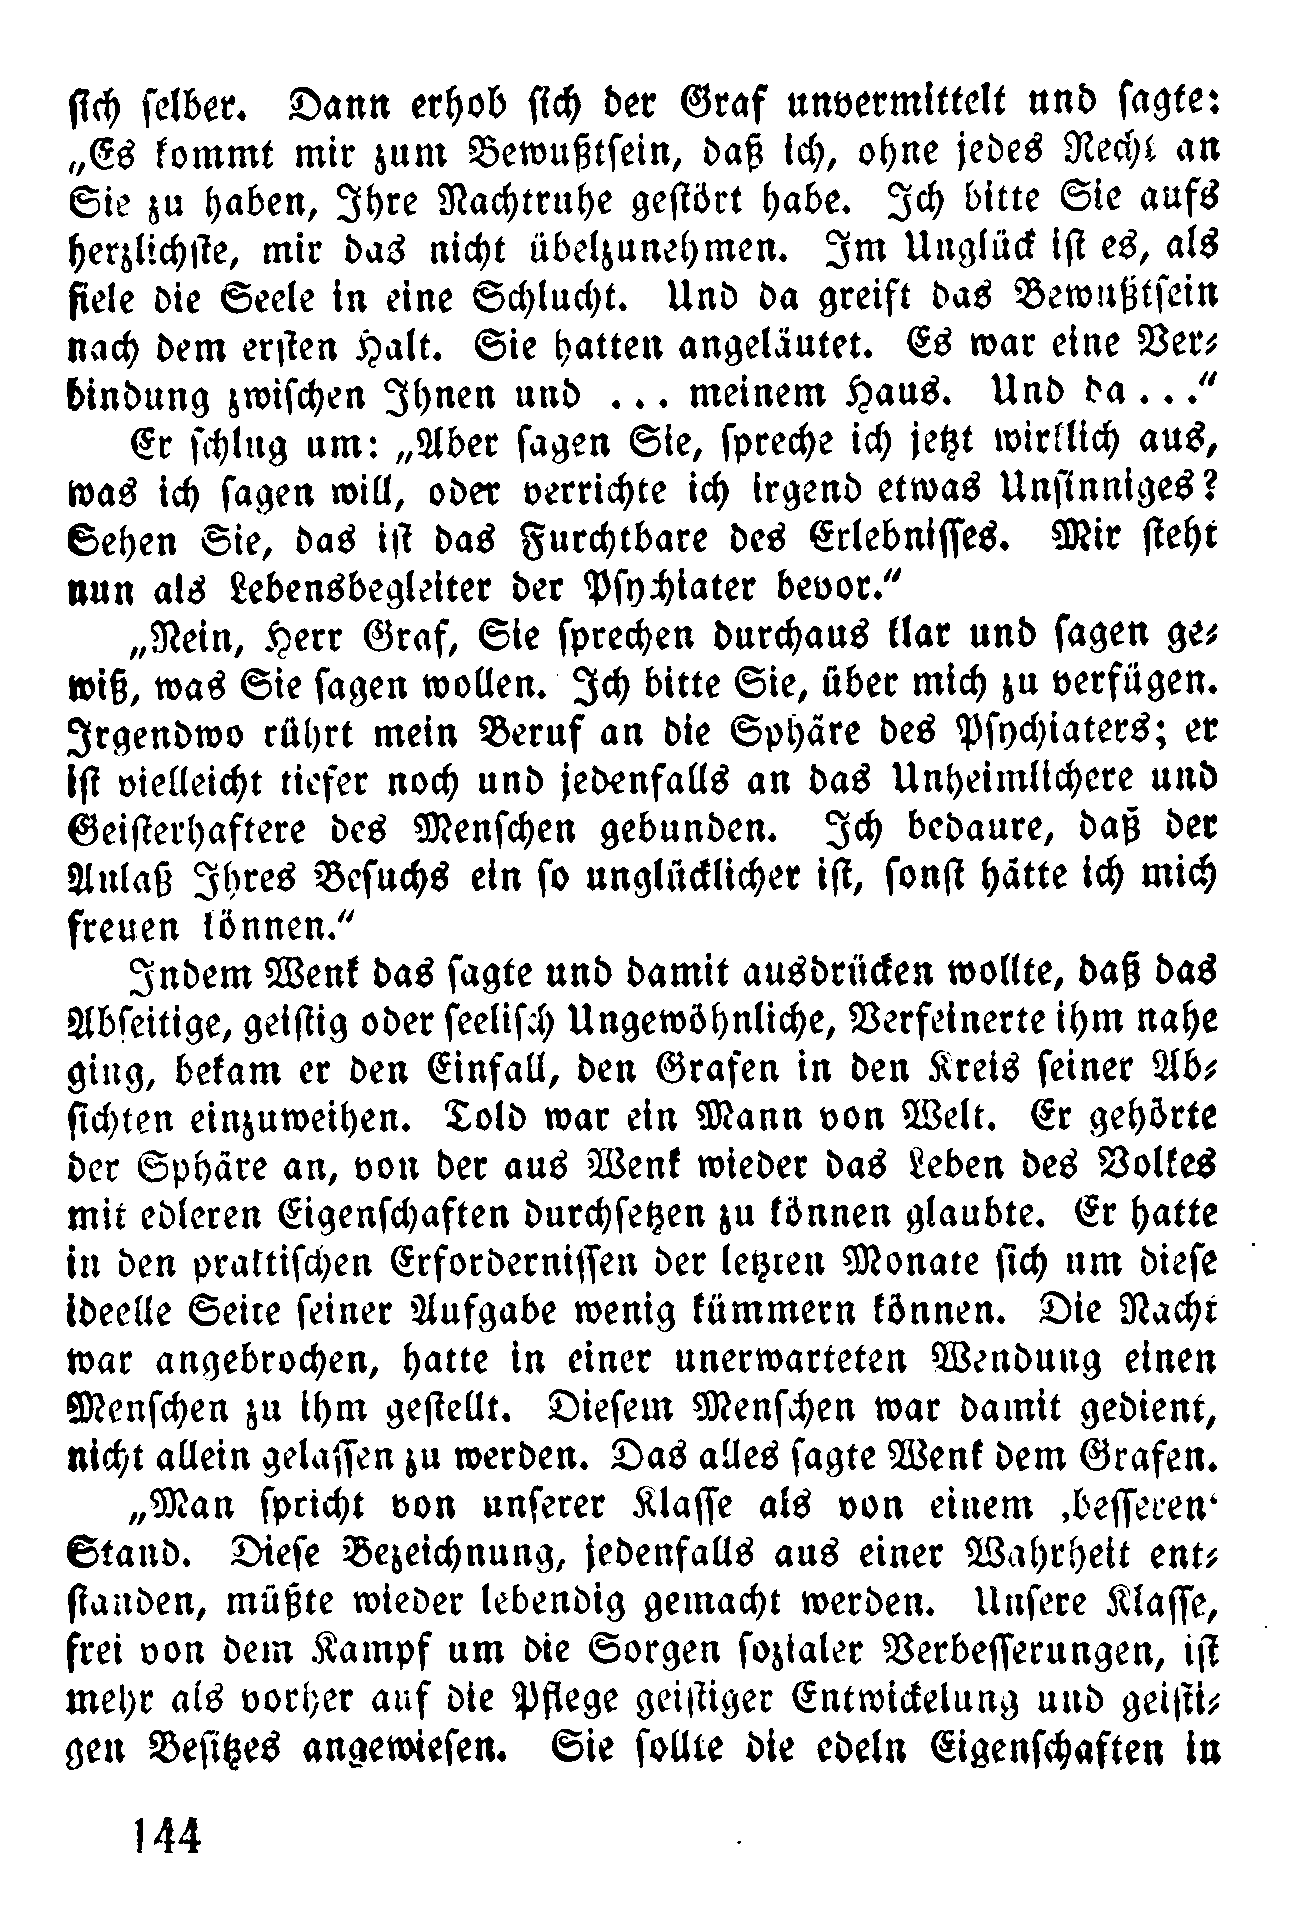 sich selber. Dann erhob sich der Graf unvermittelt und sagte:
„Es kommt mir zum Bewußtsein, daß ich, ohne jedes Recht an
Sie zu haben, Ihre Nachtruhe gestört habe. Ich bitte Sie aufs
herzlichste, mir das nicht übelzunehmen. Im Unglück ist es, als
fiele die Seele in eine Schlucht. Und da greift das Bewußtsein
nach dem ersten Halt. Sie hatten angeläutet. Es war eine Ver-
bindung zwischen Ihnen und ... meinem Haus. Und da ...“
Er schlug um: „Aber sagen Sie, spreche ich jetzt wirklich aus,
was ich sagen will, oder verrichte ich irgend etwas Unsinniges?
Sehen Sie, das ist das Furchtbare des Erlebnisses. Mir steht
nun als Lebensbegleiter der Psychiater bevor.“
„Nein, Herr Graf, Sie sprechen durchaus klar und sagen ge-
wiß, was Sie sagen wollen. Ich bitte Sie, über mich zu verfügen.
Irgendwo rührt mein Beruf an die Sphäre des Psychiaters; er
ist vielleicht tiefer noch und jedenfalls an das Unheimlichere und
Geisterhaftere des Menschen gebunden. Ich bedaure, daß der
Anlaß Ihres Besuchs ein so unglücklicher ist, sonst hätte ich mich
freuen können.“
Indem Wenk das sagte und damit ausdrücken wollte, daß das
Abseitige, geistig oder seelisch Ungewöhnliche, Verfeinerte ihm nahe
ging, bekam er den Einfall, den Grafen in den Kreis seiner Ab-
sichten einzuweihen. Told war ein Mann von Welt. Er gehörte
der Sphäre an, von der aus Wenk wieder das Leben des Volkes
mit edleren Eigenschaften durchsetzen zu können glaubte. Er hatte
in den praktischen Erfordernissen der letzten Monate sich um diese
ideelle Seite seiner Aufgabe wenig kümmern können. Die Nacht
war angebrochen, hatte in einer unerwarteten Wendung einen
Menschen zu ihm gestellt. Diesem Menschen war damit gedient,
nicht allein gelassen zu werden. Das alles sagte Wenk dem Grafen.
„Man spricht von unserer Klasse als von einem ‚besseren‘
Stand. Diese Bezeichnung, jedenfalls aus einer Wahrheit ent-
standen, müßte wieder lebendig gemacht werden. Unsere Klasse,
frei von dem Kampf um die Sorgen sozialer Verbesserungen, ist
mehr als vorher auf die Pflege geistiger Entwickelung und geisti-
gen Besitzes angewiesen. Sie sollte die edeln Eigenschaften in
144